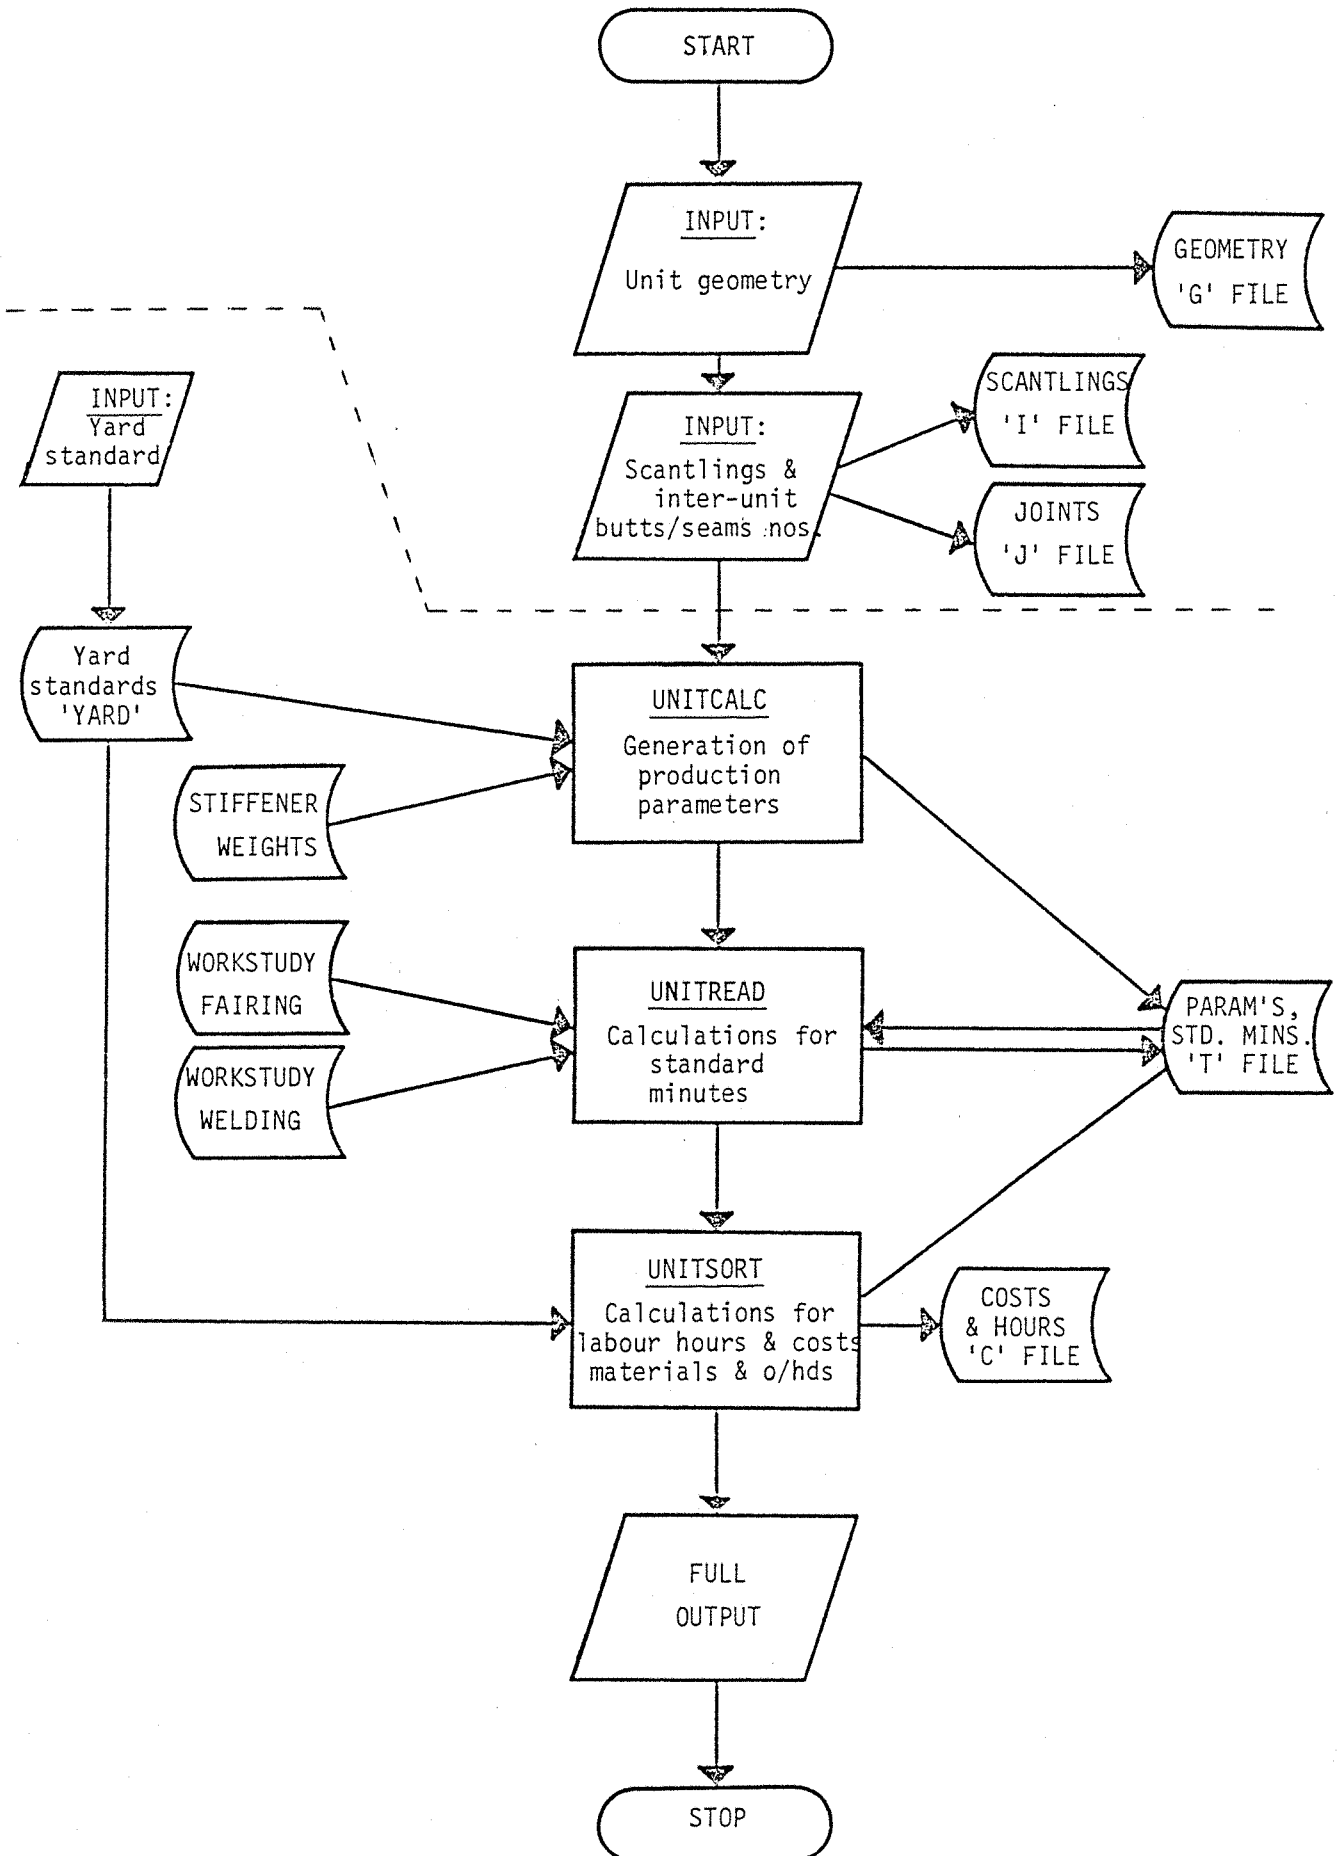 START
INPUT:
Unit geometry
GEOMETRY
'G' FILE
INPUT:
Yard
standard
INPUT:
Scantlings &
inter-unit
butts/seams nos.
SCANTLINGS
'I' FILE
JOINTS
'J' FILE
Yard
standards
'YARD'
UNITCALC
Generation of
production
parameters
STIFFENER
WEIGHTS
WORKSTUDY
FAIRING
UNITREAD
Calculations for
standard
minutes
PARAM'S,
STD. MINS.
'T' FILE
WORKSTUDY
WELDING
UNITSORT
Calculations for
labour hours & costs
materials & o/hds
COSTS
& HOURS
'C' FILE
FULL
OUTPUT
STOP